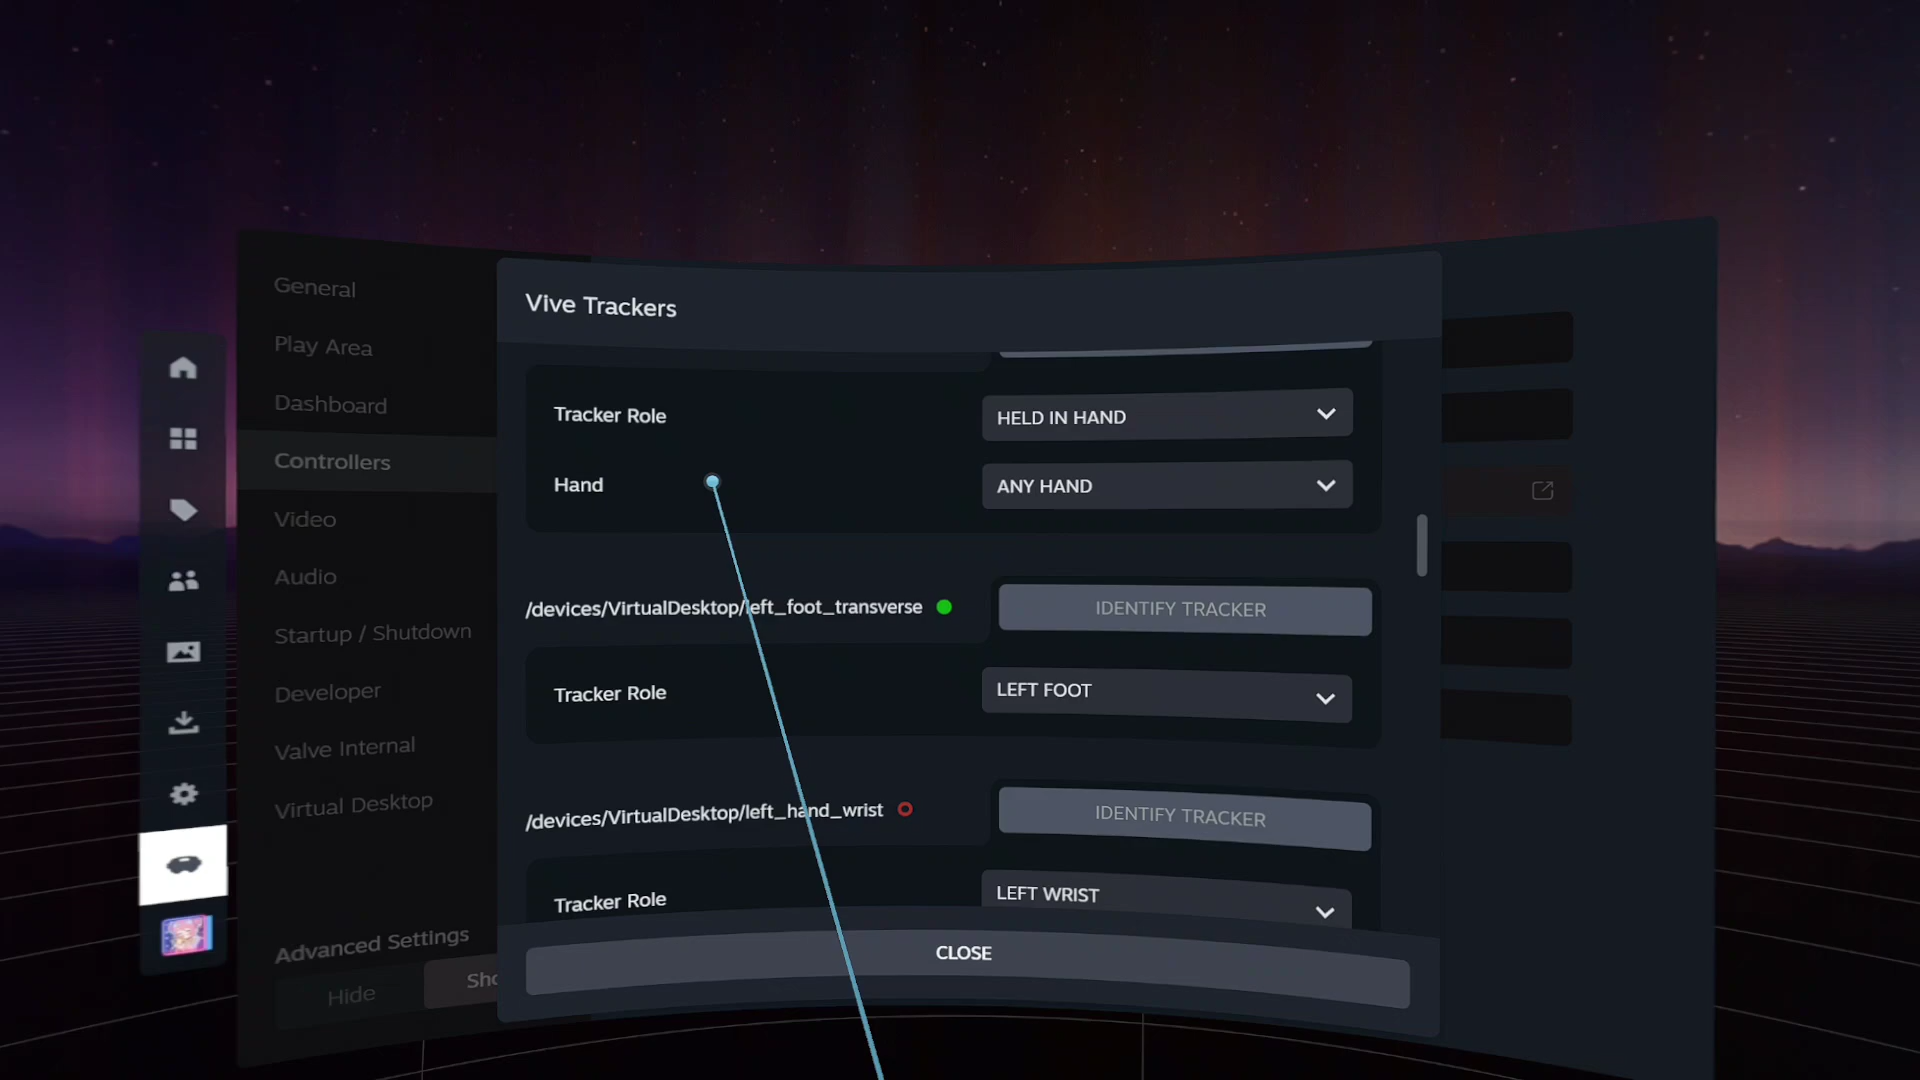 General
Play Area
Dashboard
Controllers
Video
Audio
Startup / Shutdown
Developer
Valve Internal
Virtual Desktop
Advanced Settings
Hide
Sho
Vive Trackers
Tracker Role
HELD IN HAND
Hand
ANY HAND
/devices/VirtualDesktop/left_foot_transverse
IDENTIFY TRACKER
Tracker Role
LEFT FOOT
/devices/VirtualDesktop/left_hand_wrist
IDENTIFY TRACKER
Tracker Role
LEFT WRIST
CLOSE